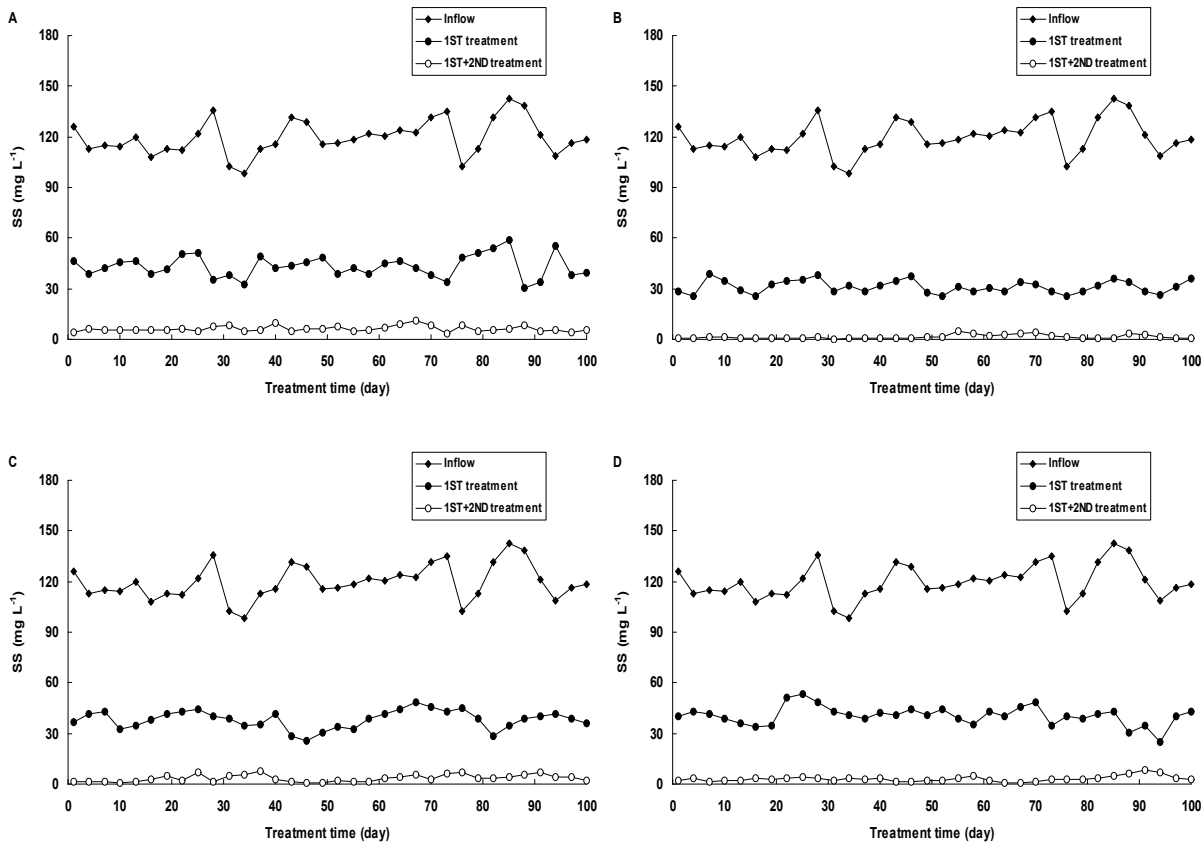 A
Inflow
1ST treatment
1ST+2ND treatment
180
150
120
90
60
30
0
SS (mg L⁻¹)
0 10 20 30 40 50 60 70 80 90 100
Treatment time (day)
B
Inflow
1ST treatment
1ST+2ND treatment
180
150
120
90
60
30
0
SS (mg L⁻¹)
0 10 20 30 40 50 60 70 80 90 100
Treatment time (day)
C
Inflow
1ST treatment
1ST+2ND treatment
180
150
120
90
60
30
0
SS (mg L⁻¹)
0 10 20 30 40 50 60 70 80 90 100
Treatment time (day)
D
Inflow
1ST treatment
1ST+2ND treatment
180
150
120
90
60
30
0
SS (mg L⁻¹)
0 10 20 30 40 50 60 70 80 90 100
Treatment time (day)